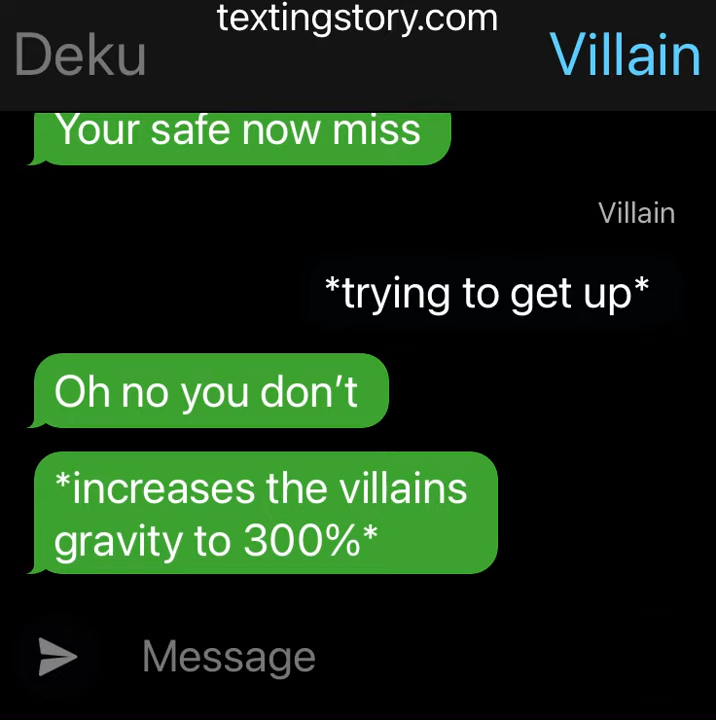 textingstory.com
Deku
Villain
Your safe now miss
Villain
*trying to get up*
Oh no you don’t
*increases the villains
gravity to 300%*
Message